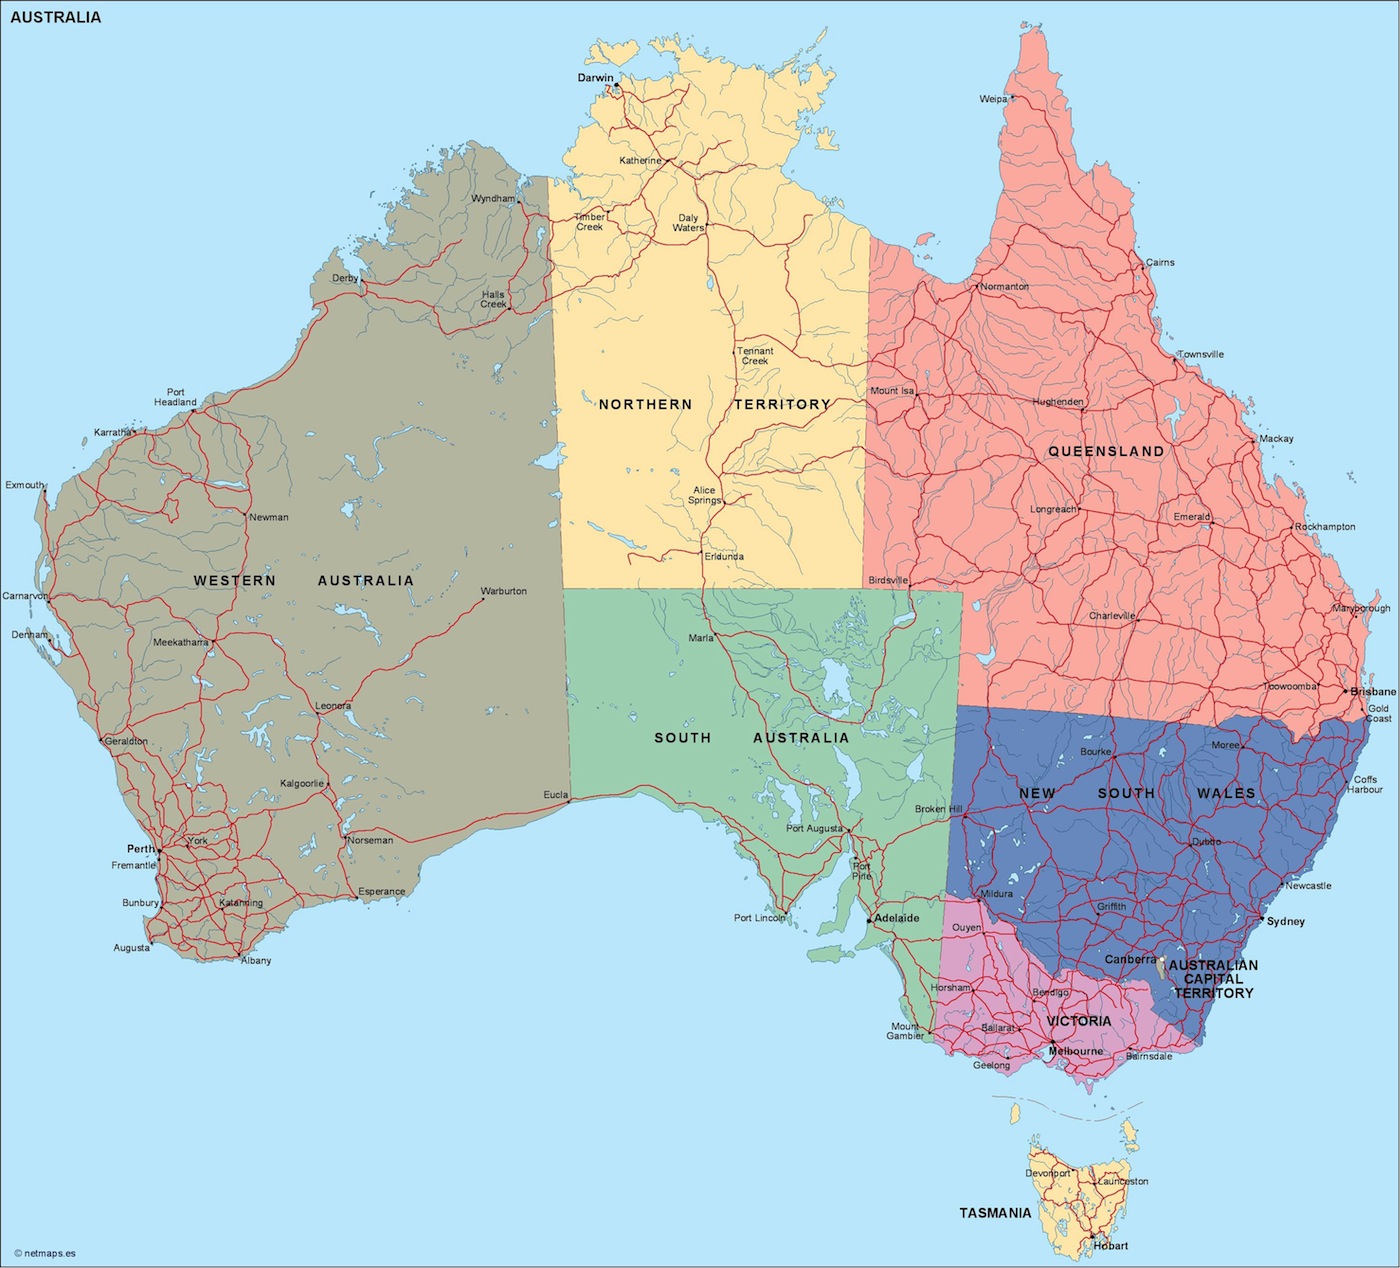 AUSTRALIA
Darwin
Weipa
Katherine
Wyndham
Timber
Creek
Daly
Waters
Cairns
Derby
Halls
Creek
Normanton
Tennant
Creek
Townsville
Port
Headland
Mount Isa
Hughenden
NORTHERN TERRITORY
Karratha
Mackay
QUEENSLAND
Exmouth
Alice
Springs
Newman
Longreach
Emerald
Rockhampton
Erldunda
WESTERN AUSTRALIA
Birdsville
Warburton
Carnarvon
Maryborough
Charleville
Denham
Meekatharra
Marla
Toowoomba
Brisbane
Leonora
Gold
Coast
Geraldton
SOUTH AUSTRALIA
Moree
Bourke
Kalgoorlie
Coffs
Harbour
Eucla
NEW SOUTH WALES
Broken Hill
Port Augusta
Norseman
York
Dubbo
Perth
Fremantle
Port
Pirie
Newcastle
Esperance
Mildura
Bunbury
Katanning
Griffith
Port Lincoln
Adelaide
Sydney
Ouyen
Augusta
Albany
Canberra
AUSTRALIAN
CAPITAL
TERRITORY
Horsham
Bendigo
Mount
Gambier
Ballarat
VICTORIA
Melbourne
Bairnsdale
Geelong
Devonport
Launceston
TASMANIA
Hobart
© netmaps.es